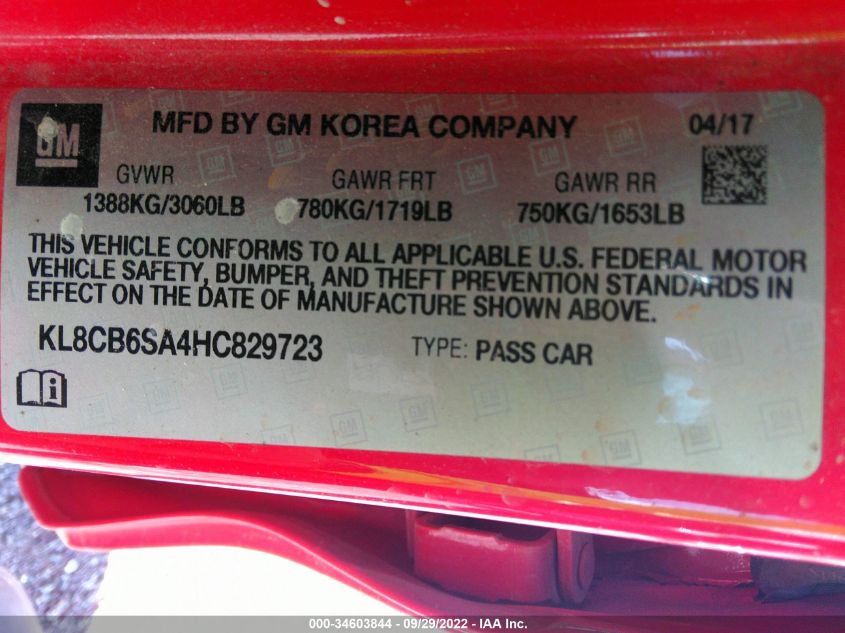 GM
MFD BY GM KOREA COMPANY 04/17
GVWR GAWR FRT GAWR RR
1388KG/3060LB 780KG/1719LB 750KG/1653LB
THIS VEHICLE CONFORMS TO ALL APPLICABLE U.S. FEDERAL MOTOR
VEHICLE SAFETY, BUMPER, AND THEFT PREVENTION STANDARDS IN
EFFECT ON THE DATE OF MANUFACTURE SHOWN ABOVE.
KL8CB6SA4HC829723 TYPE: PASS CAR
000-34603844 - 09/29/2022 - IAA Inc.